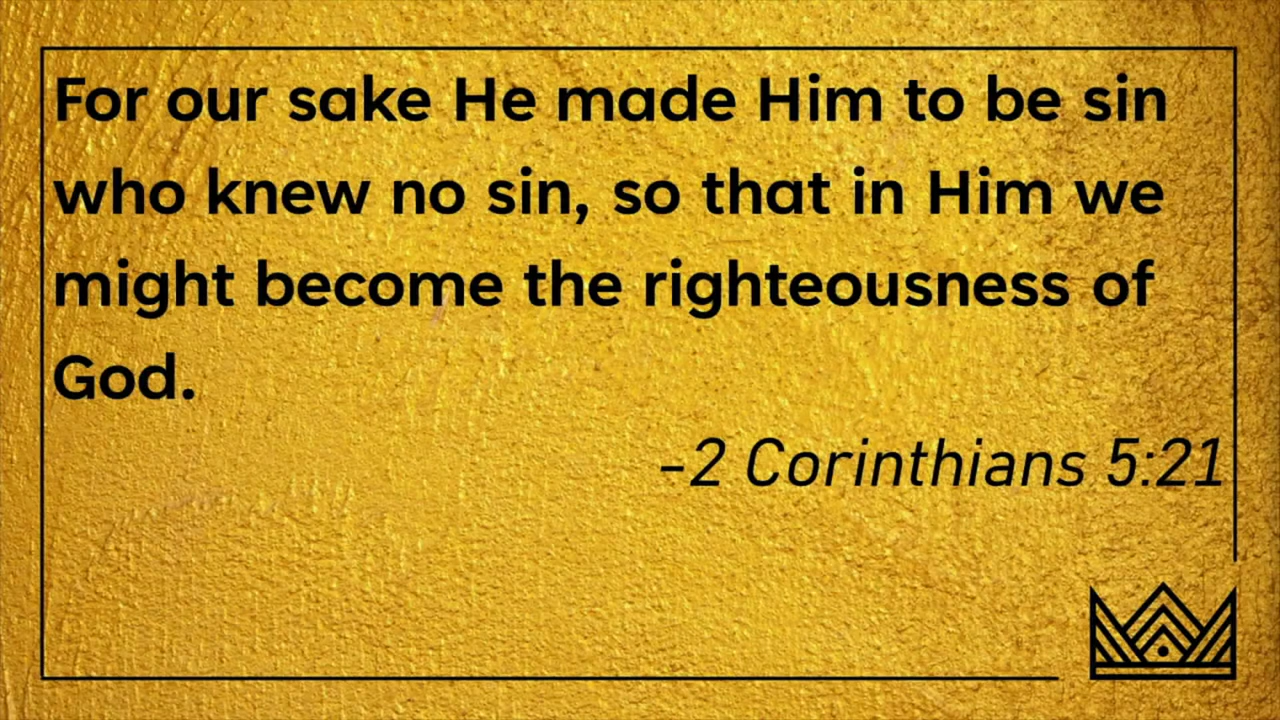 For our sake He made Him to be sin
who knew no sin, so that in Him we
might become the righteousness of
God.
-2 Corinthians 5:21